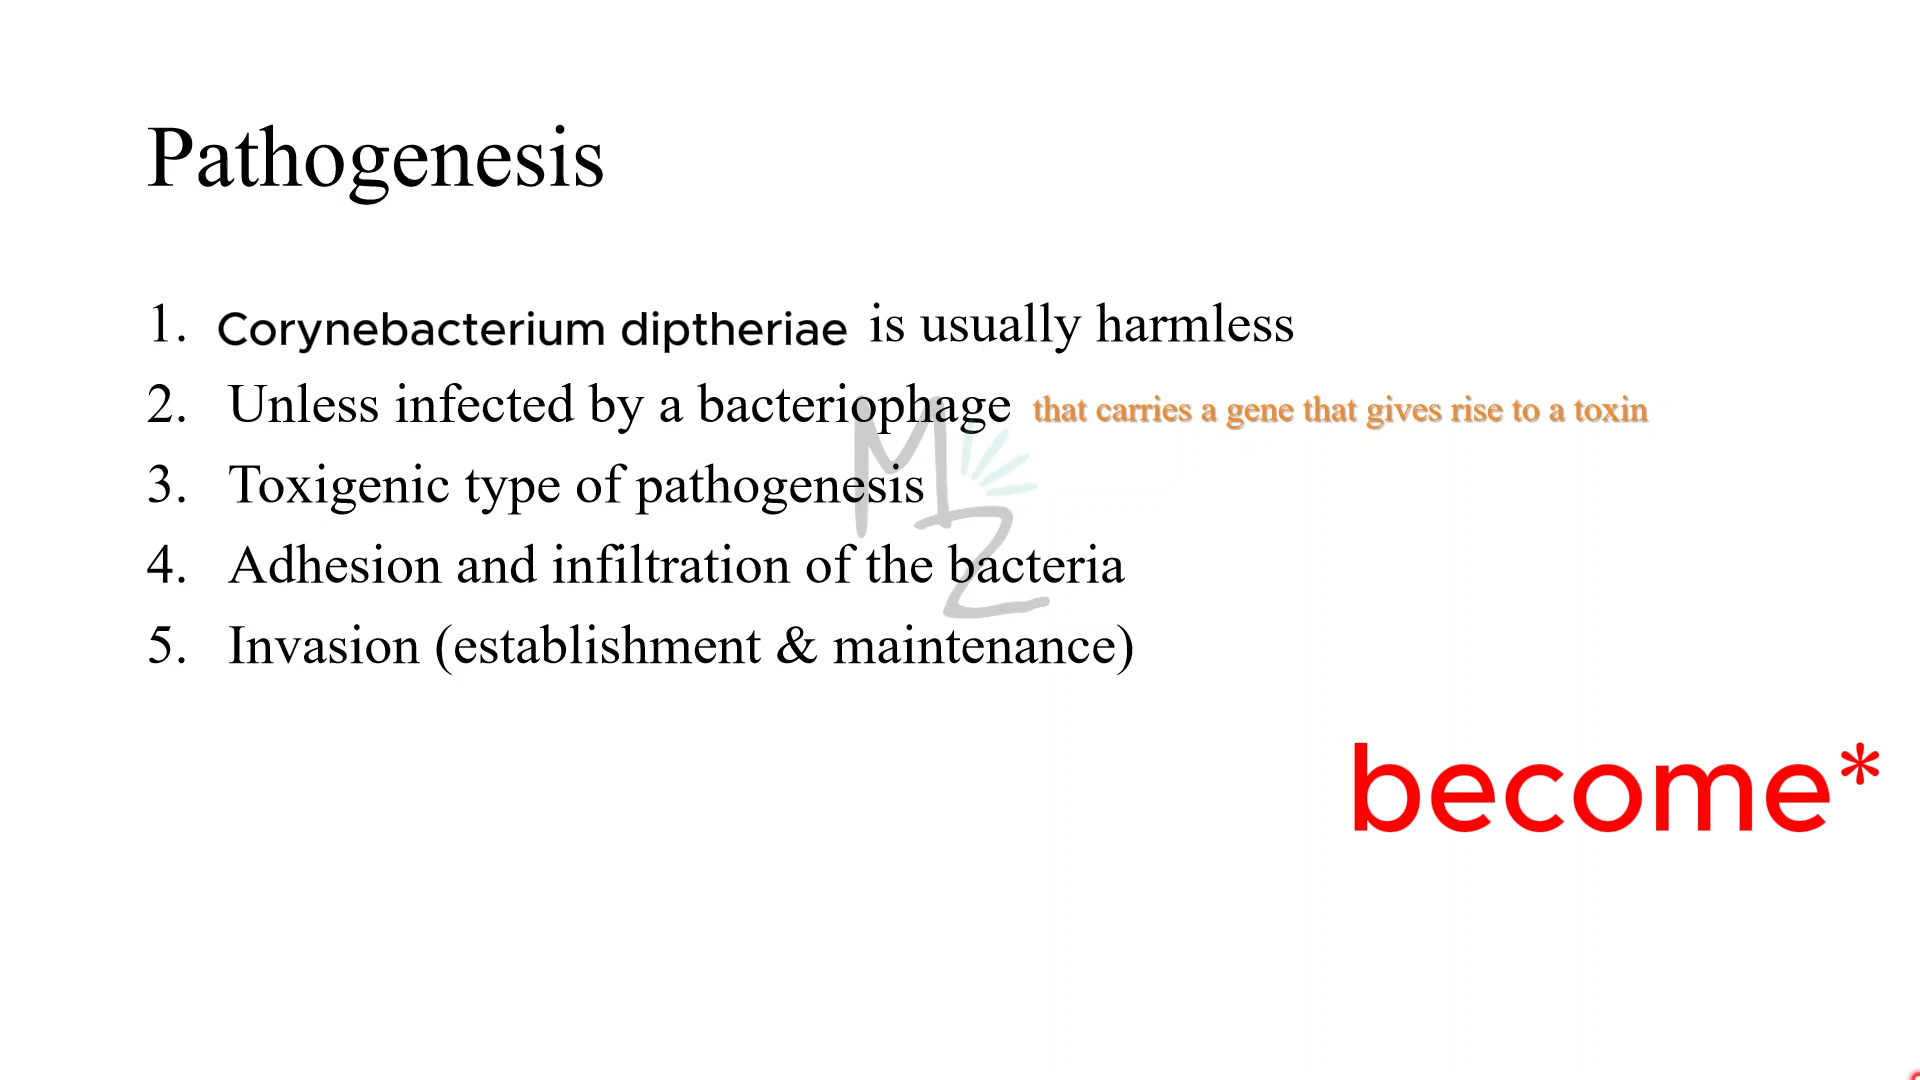 Pathogenesis
1. Corynebacterium diptheriae is usually harmless
2. Unless infected by a bacteriophage that carries a gene that gives rise to a toxin
3. Toxigenic type of pathogenesis
4. Adhesion and infiltration of the bacteria
5. Invasion (establishment & maintenance)
MZ
become*